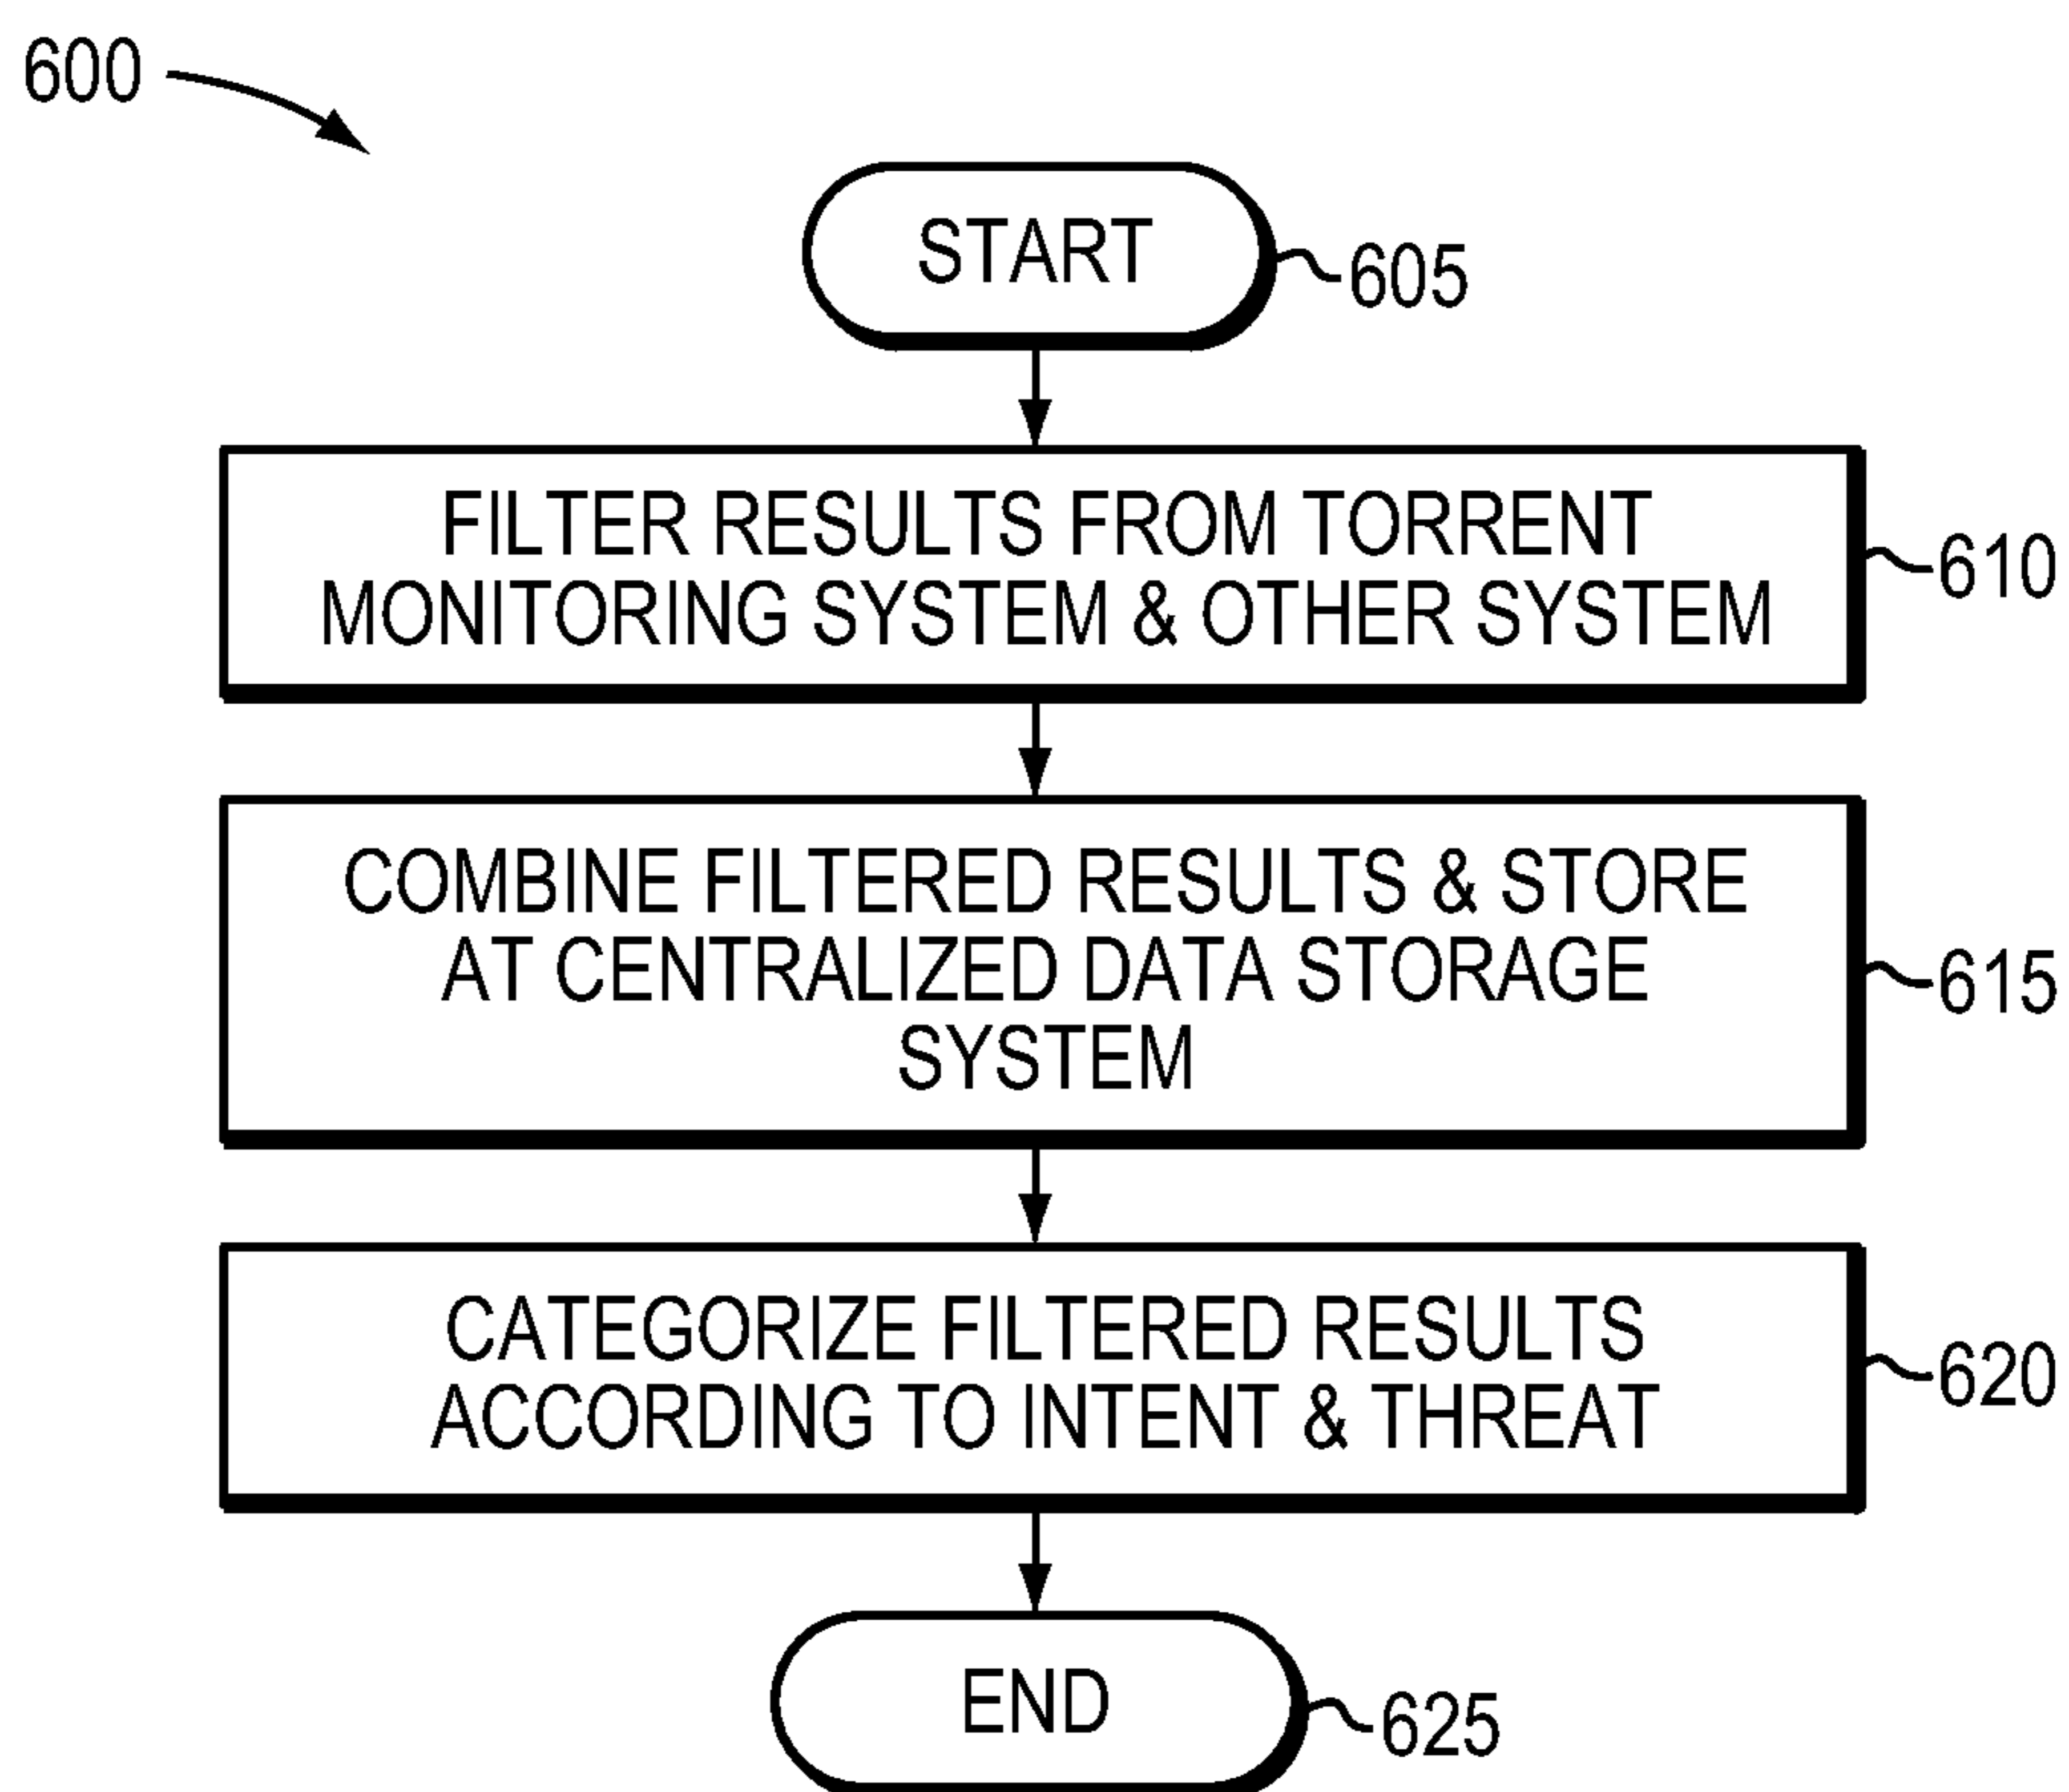 600
START
605
FILTER RESULTS FROM TORRENT
MONITORING SYSTEM & OTHER SYSTEM
610
COMBINE FILTERED RESULTS & STORE
AT CENTRALIZED DATA STORAGE
SYSTEM
615
CATEGORIZE FILTERED RESULTS
ACCORDING TO INTENT & THREAT
620
END
625